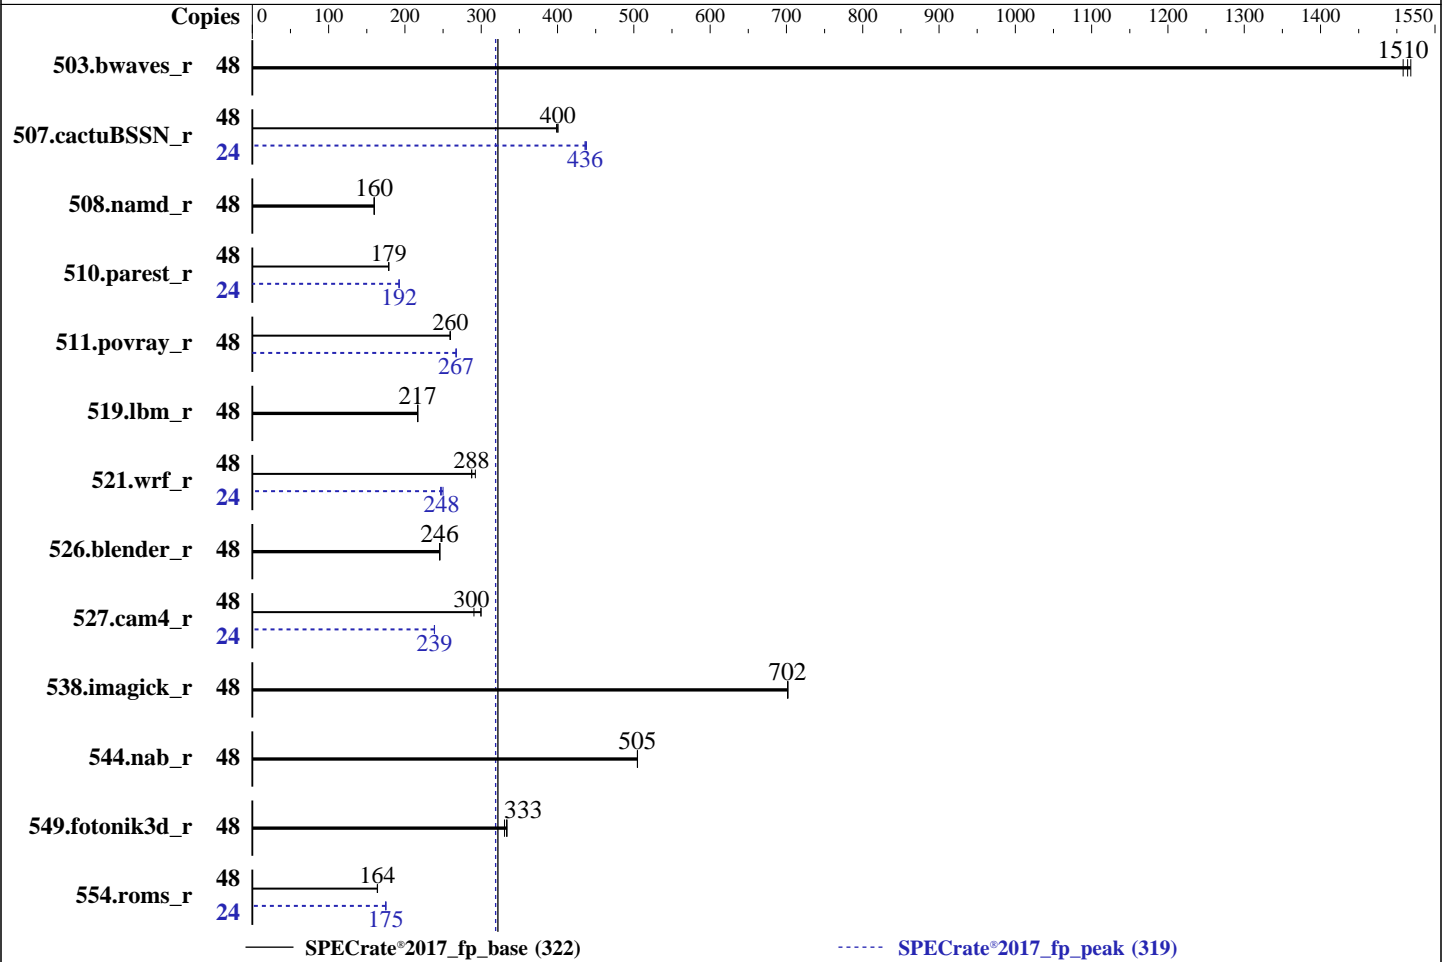 Copies 0 100 200 300 400 500 600 700 800 900 1000 1100 1200 1300 1400 1550
503.bwaves_r 48 1510
507.cactuBSSN_r 48 400
24 436
508.namd_r 48 160
510.parest_r 48 179
24 192
511.povray_r 48 260
267
519.lbm_r 48 217
521.wrf_r 48 288
24 248
526.blender_r 48 246
527.cam4_r 48 300
24 239
538.imagick_r 48 702
544.nab_r 48 505
549.fotonik3d_r 48 333
554.roms_r 48 164
24 175
SPECrate®2017_fp_base (322) SPECrate®2017_fp_peak (319)